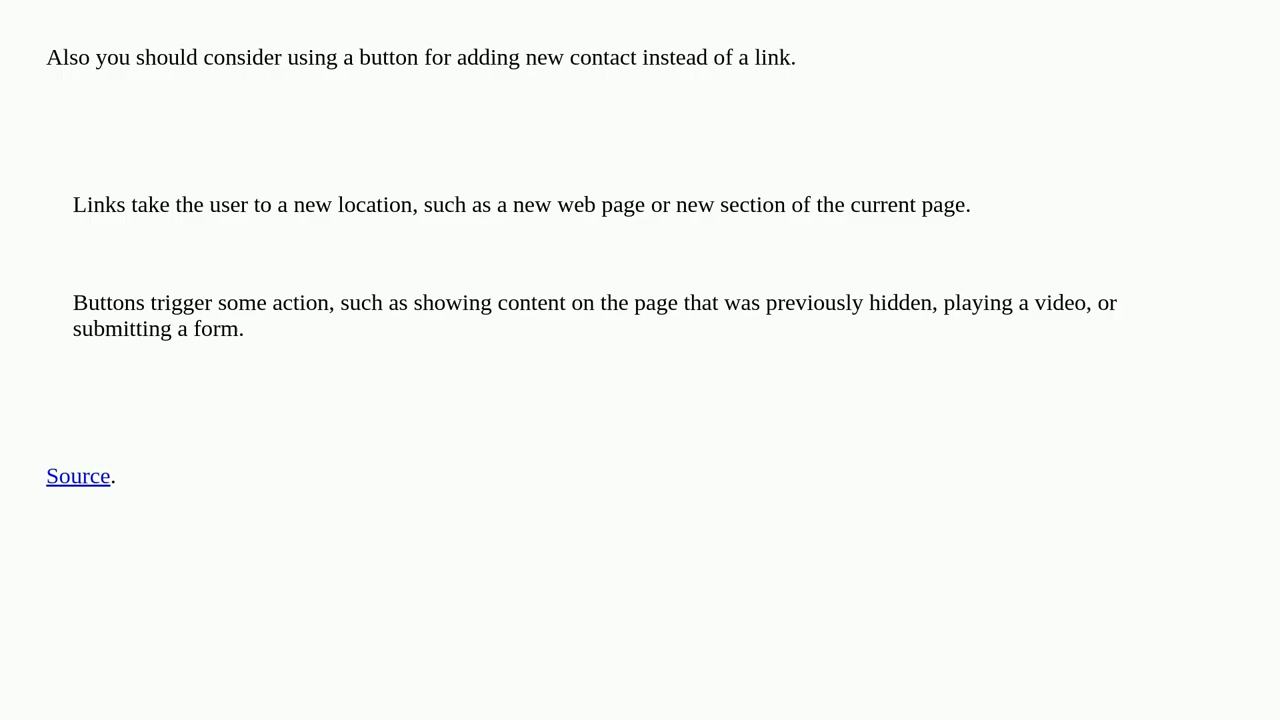 Also you should consider using a button for adding new contact instead of a link.
Links take the user to a new location, such as a new web page or new section of the current page.
Buttons trigger some action, such as showing content on the page that was previously hidden, playing a video, or
submitting a form.
Source.